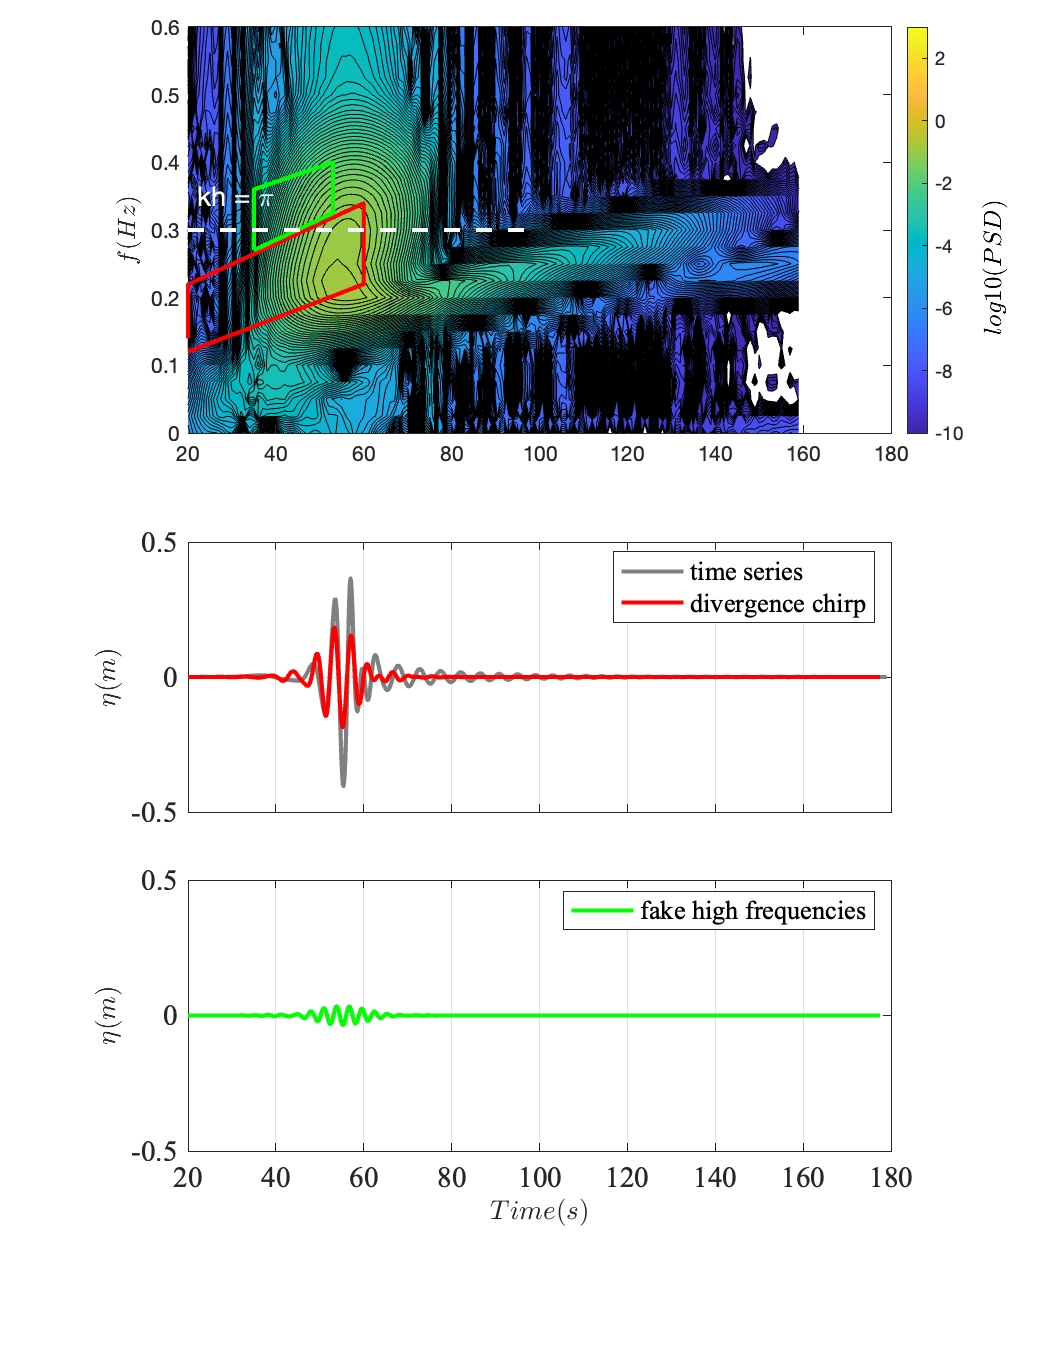 0.6
0.5
0.4
0.3
0.2
0.1
0
f(Hz)
kh = π
20 40 60 80 100 120 140 160 180
2
0
-2
-4
-6
-8
-10
log10(PSD)
0.5
0
-0.5
η(m)
time series
divergence chirp
0.5
0
-0.5
η(m)
fake high frequencies
20 40 60 80 100 120 140 160 180
Time(s)